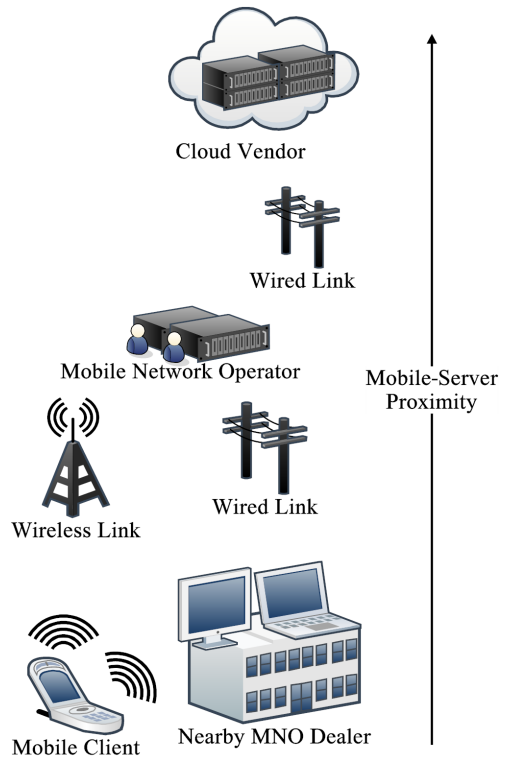 Cloud Vendor
Wired Link
Mobile Network Operator
Mobile-Server
Proximity
Wired Link
Wireless Link
Nearby MNO Dealer
Mobile Client